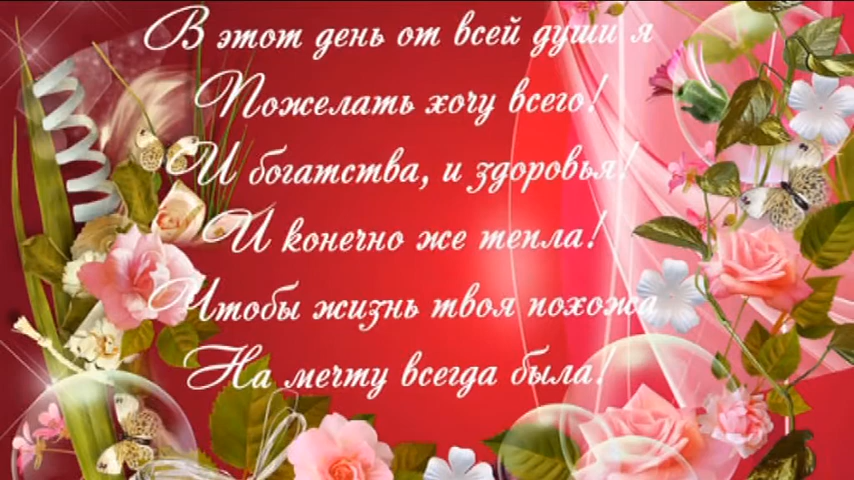 В этот день от всей души я
Пожелать хочу всего!
И богатства, и здоровья!
И конечно же тепла!
Чтобы жизнь твоя похожа
На мечту всегда была!